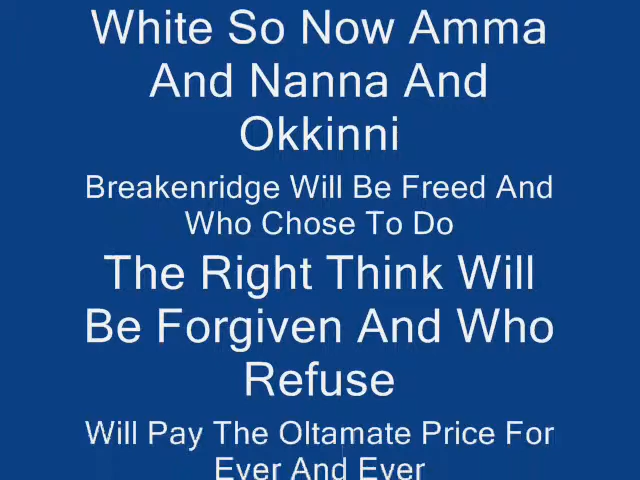 White So Now Amma
And Nanna And
Okkinni
Breakenridge Will Be Freed And
Who Chose To Do
The Right Think Will
Be Forgiven And Who
Refuse
Will Pay The Oltamate Price For
Ever And Ever